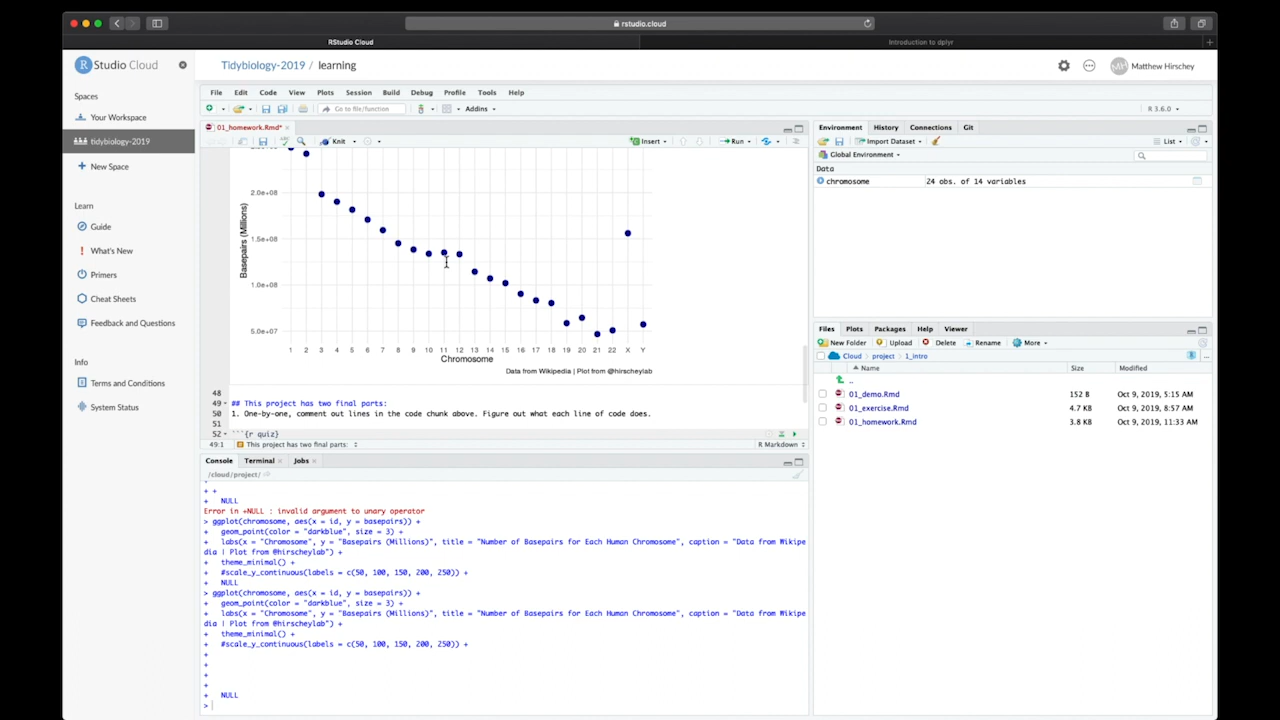 rstudio.cloud
RStudio Cloud
Introduction to dplyr
R Studio Cloud
Tidybiology-2019 / learning
Matthew Hirschey
Spaces
Your Workspace
tidybiology-2019
New Space
Learn
Guide
What's New
Primers
Cheat Sheets
Feedback and Questions
Info
Terms and Conditions
System Status
File Edit Code View Plots Session Build Debug Profile Tools Help
Go to file/function Addins
R 3.6.0
01_homework.Rmd*
Knit Insert Run
2.0e+08
1.5e+08
1.0e+08
5.0e+07
Basepairs (Millions)
1 2 3 4 5 6 7 8 9 10 11 12 13 14 15 16 17 18 19 20 21 22 X Y
Chromosome
Data from Wikipedia | Plot from @hirscheylab
48
49 ## This project has two final parts:
50 1. One-by-one, comment out lines in the code chunk above. Figure out what each line of code does.
51
52 ```{r quiz}
49:1 This project has two final parts: R Markdown
Console Terminal Jobs
/cloud/project/
+ +
+ NULL
Error in +NULL : invalid argument to unary operator
> ggplot(chromosome, aes(x = id, y = basepairs)) +
+ geom_point(color = "darkblue", size = 3) +
+ labs(x = "Chromosome", y = "Basepairs (Millions)", title = "Number of Basepairs for Each Human Chromosome", caption = "Data from Wikipe
dia | Plot from @hirscheylab") +
+ theme_minimal() +
+ #scale_y_continuous(labels = c(50, 100, 150, 200, 250)) +
+ NULL
> ggplot(chromosome, aes(x = id, y = basepairs)) +
+ geom_point(color = "darkblue", size = 3) +
+ labs(x = "Chromosome", y = "Basepairs (Millions)", title = "Number of Basepairs for Each Human Chromosome", caption = "Data from Wikipe
dia | Plot from @hirscheylab") +
+ theme_minimal() +
+ #scale_y_continuous(labels = c(50, 100, 150, 200, 250)) +
+
+
+
+
+ NULL
>
Environment History Connections Git
Import Dataset List
Global Environment
Data
chromosome 24 obs. of 14 variables
Files Plots Packages Help Viewer
New Folder Upload Delete Rename More
Cloud project 1_intro
Name Size Modified
..
01_demo.Rmd 152 B Oct 9, 2019, 5:15 AM
01_exercise.Rmd 4.7 KB Oct 9, 2019, 8:57 AM
01_homework.Rmd 3.8 KB Oct 9, 2019, 11:33 AM